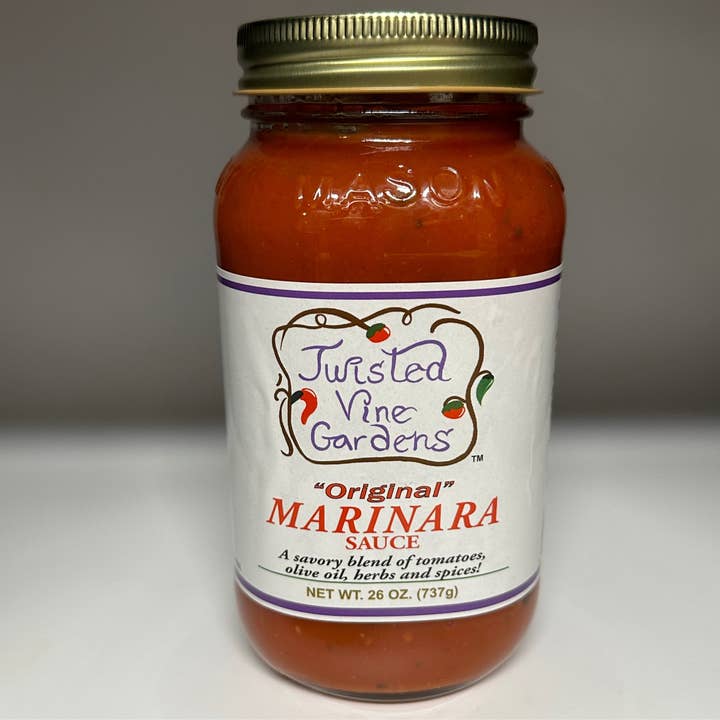 MASON
Twisted
Vine
Gardens
TM
"Original"
MARINARA
SAUCE
A savory blend of tomatoes,
olive oil, herbs and spices!
NET WT. 26 OZ. (737g)